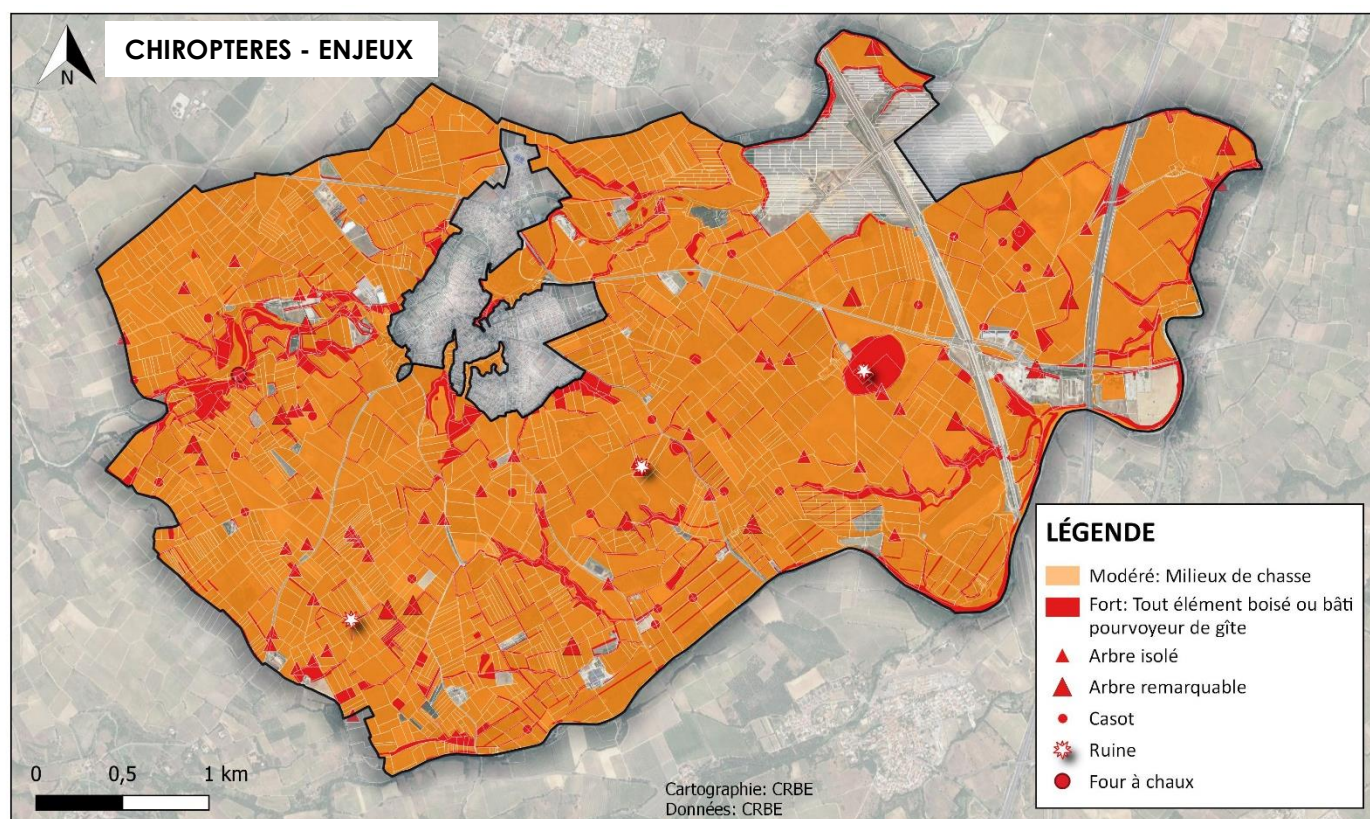 CHIROPTERES - ENJEUX
N
LÉGENDE
Modéré: Milieux de chasse
Fort: Tout élément boisé ou bâti
pourvoyeur de gîte
Arbre isolé
Arbre remarquable
Casot
Ruine
Four à chaux
0 0,5 1 km
Cartographie: CRBE
Données: CRBE